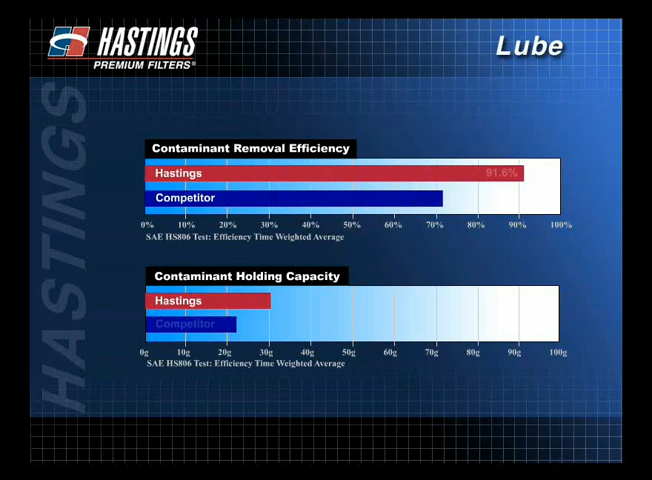 HASTINGS
PREMIUM FILTERS®
Lube
HASTINGS
Contaminant Removal Efficiency
Hastings 91.6%
Competitor
0% 10% 20% 30% 40% 50% 60% 70% 80% 90% 100%
SAE HS806 Test: Efficiency Time Weighted Average
Contaminant Holding Capacity
Hastings
Competitor
0g 10g 20g 30g 40g 50g 60g 70g 80g 90g 100g
SAE HS806 Test: Efficiency Time Weighted Average